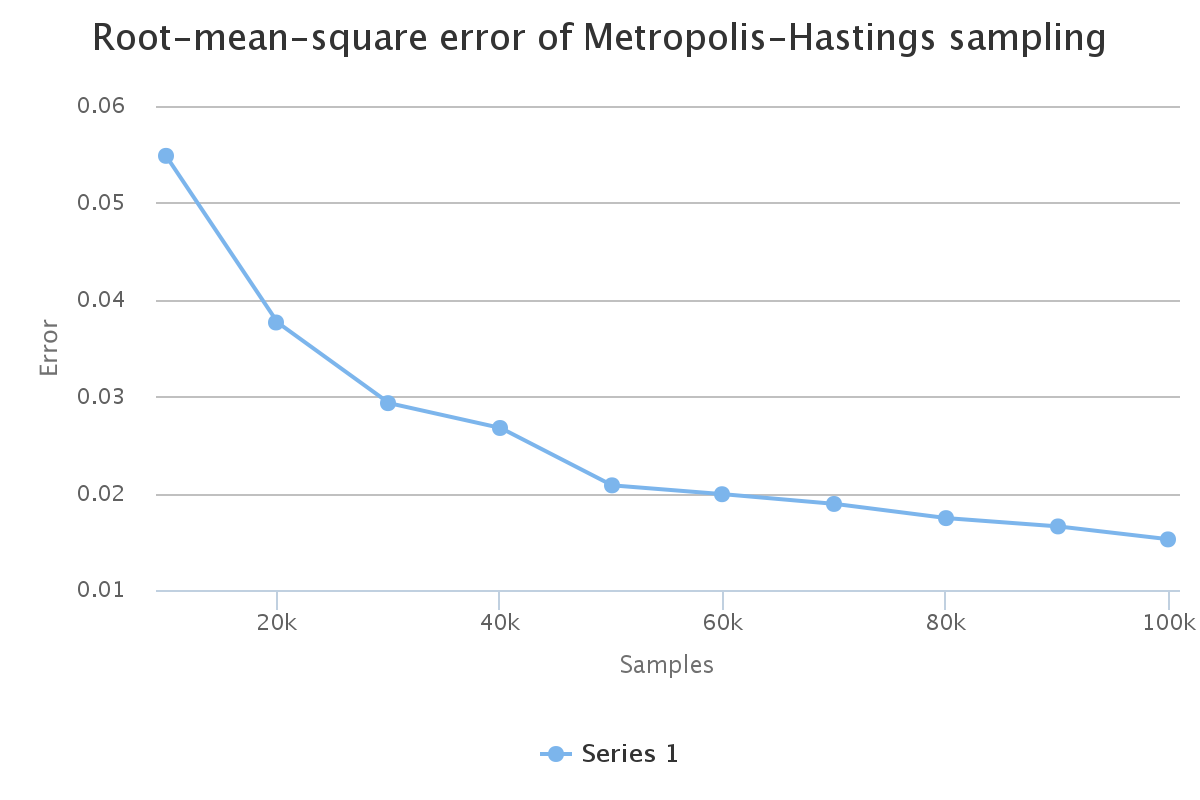 Root-mean-square error of Metropolis-Hastings sampling
0.06
0.05
0.04
0.03
0.02
0.01
Error
20k 40k 60k 80k 100k
Samples
Series 1